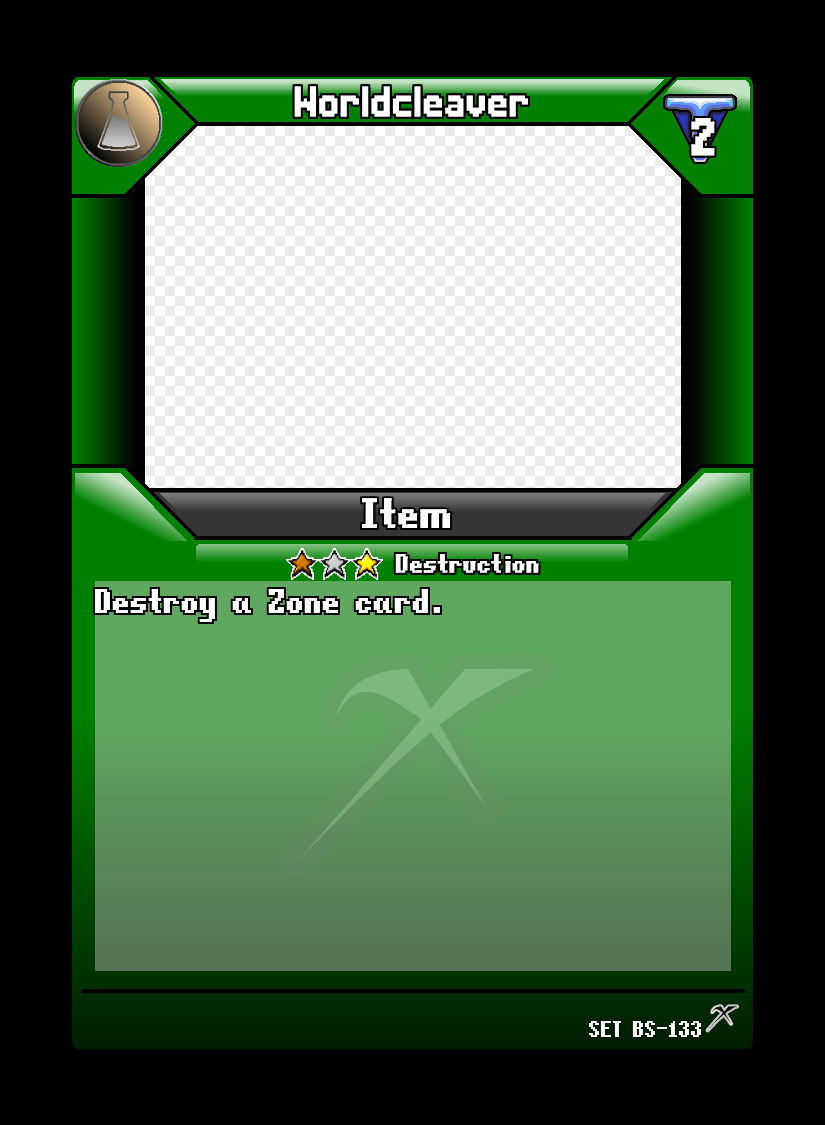 Worldcleaver
2
Item
Destruction
Destroy a Zone card.
SET BS-133